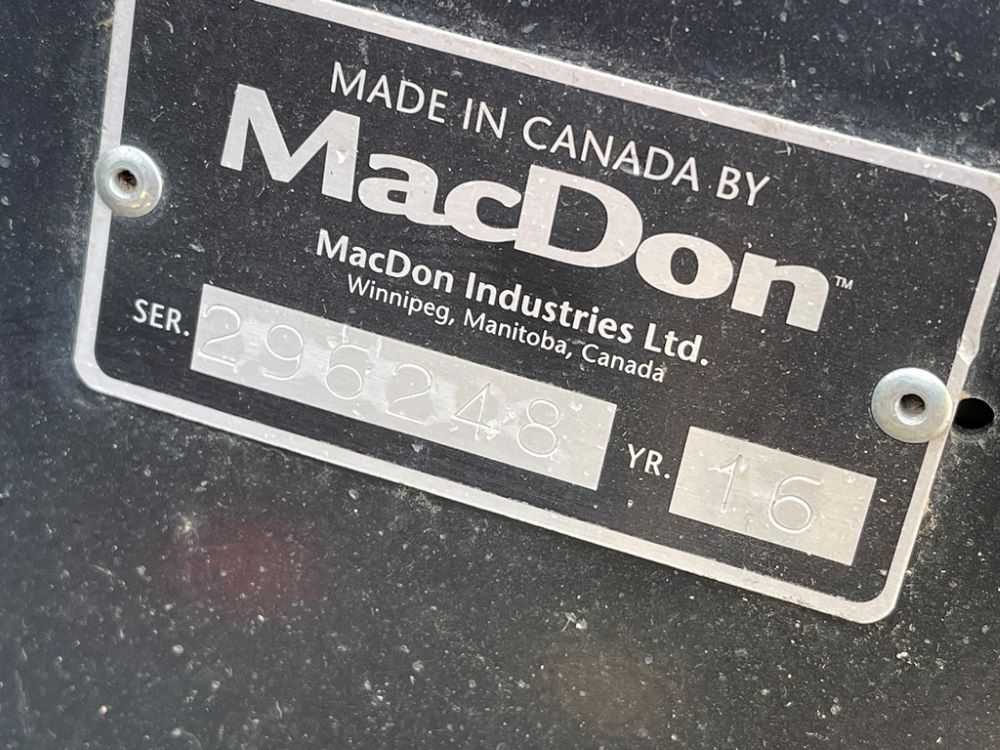 MADE IN CANADA BY
MacDon™
MacDon Industries Ltd.
Winnipeg, Manitoba, Canada
SER. 296248 YR. 16